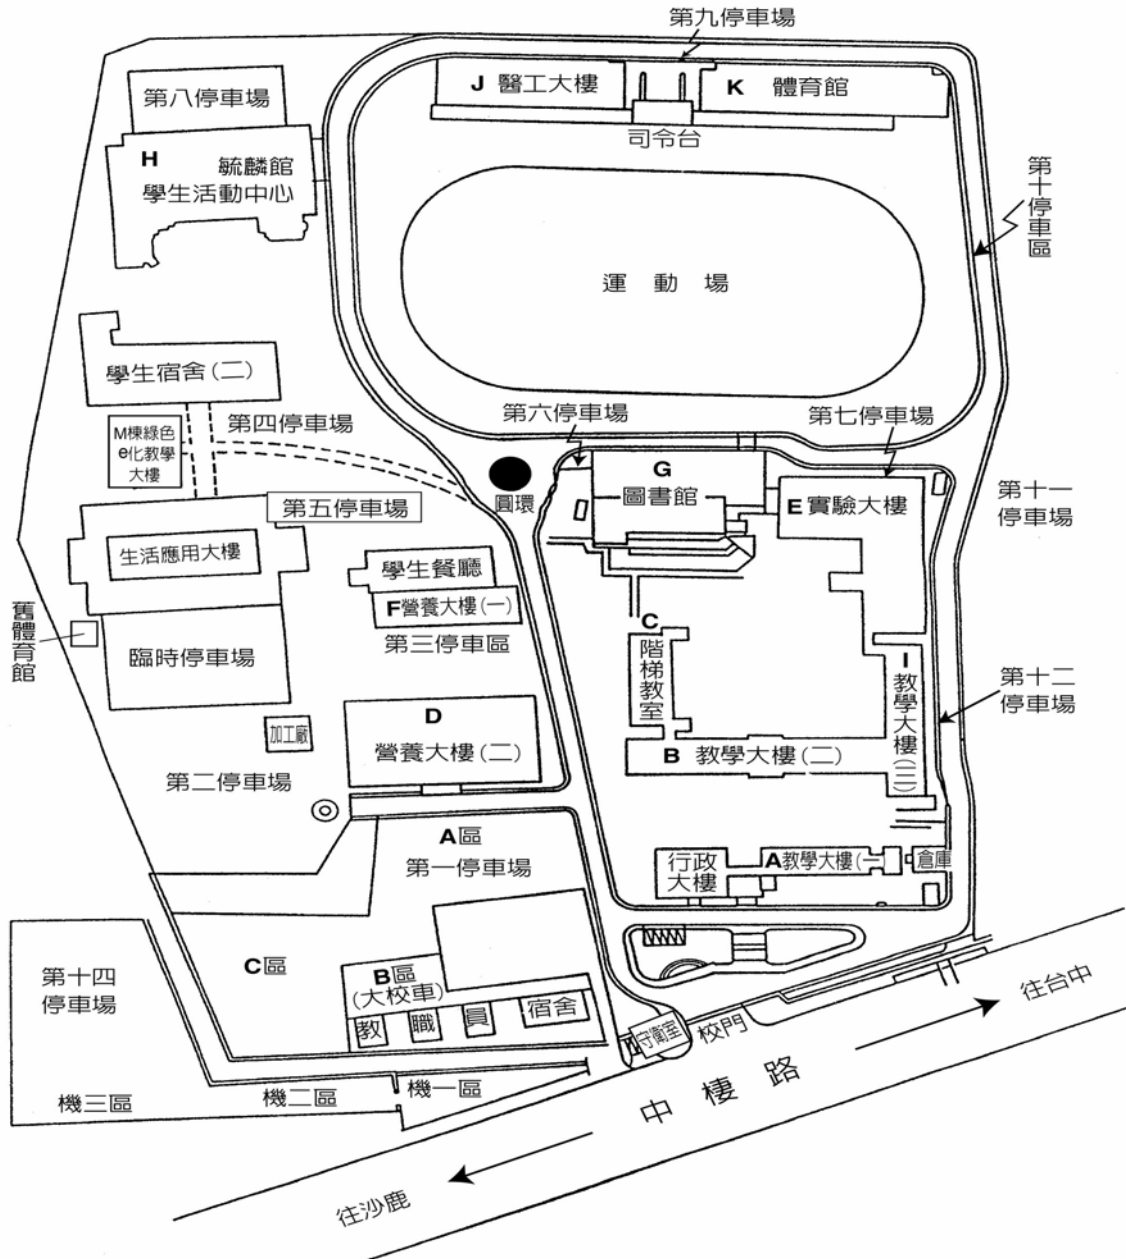 第九停車場
第八停車場
J 醫工大樓
K 體育館
司令台
H 毓麟館
學生活動中心
第十停車區
運動場
學生宿舍(二)
第四停車場
第六停車場
第七停車場
M棟綠色
e化教學
大樓
G
圖書館
圓環
E 實驗大樓
第十一
停車場
第五停車場
生活應用大樓
學生餐廳
F營養大樓(一)
第三停車區
舊體育館
臨時停車場
C
階梯教室
I
教學大樓(三)
第十二
停車場
D
營養大樓(二)
加工廠
B 教學大樓(二)
第二停車場
A區
第一停車場
行政
大樓
A教學大樓(一)
倉庫
C區
B區
(大校車)
教 職 員 宿舍
第十四
停車場
守衛室
校門
往台中
機一區
機二區
機三區
中棲路
往沙鹿